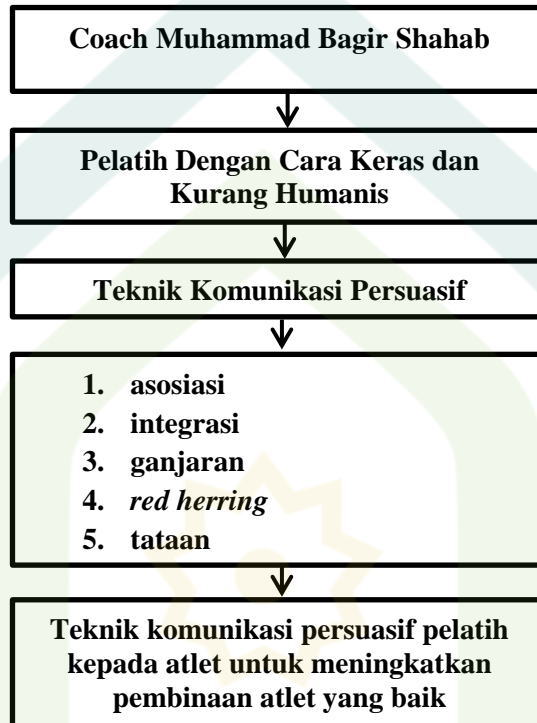 Coach Muhammad Bagir Shahab
Pelatih Dengan Cara Keras dan
Kurang Humanis
Teknik Komunikasi Persuasif
1. asosiasi
2. integrasi
3. ganjaran
4. red herring
5. tataan
Teknik komunikasi persuasif pelatih
kepada atlet untuk meningkatkan
pembinaan atlet yang baik